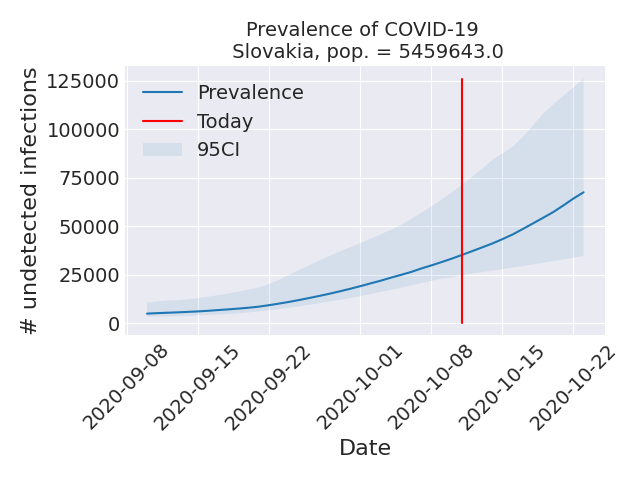 Prevalence of COVID-19
Slovakia, pop. = 5459643.0
125000
100000
75000
50000
25000
0
# undetected infections
Prevalence
Today
95CI
2020-09-08
2020-09-15
2020-09-22
2020-10-01
2020-10-08
2020-10-15
2020-10-22
Date